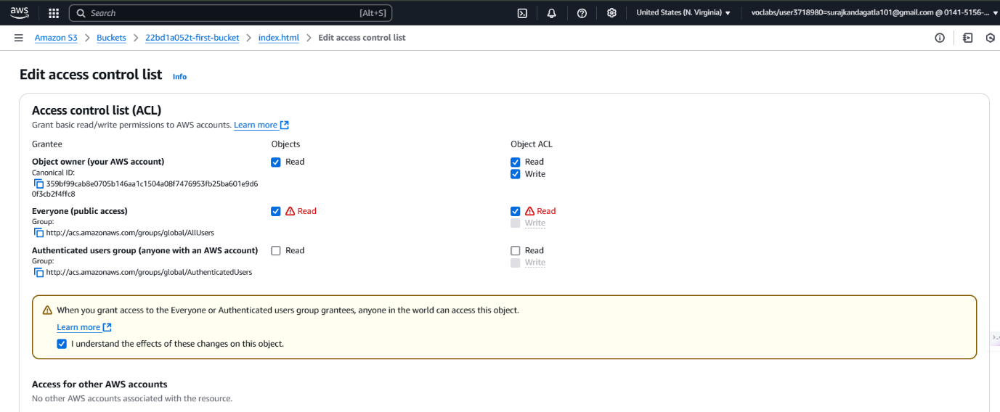 aws
Search [Alt+S] United States (N. Virginia) voclabs/user3718980=surajkandagatla101@gmail.com @ 0141-5156-...
Amazon S3 > Buckets > 22bd1a052t-first-bucket > index.html > Edit access control list
Edit access control list Info
Access control list (ACL)
Grant basic read/write permissions to AWS accounts. Learn more
Grantee Objects Object ACL
Object owner (your AWS account) Read Read
Canonical ID: Write
359bf99cab8e0705b146aa1c1504a08f7476953fb25ba601e9d6
0f3cb2f4ffc8
Everyone (public access) Read Read
Group: Write
http://acs.amazonaws.com/groups/global/AllUsers
Authenticated users group (anyone with an AWS account) Read Read
Group: Write
http://acs.amazonaws.com/groups/global/AuthenticatedUsers
When you grant access to the Everyone or Authenticated users group grantees, anyone in the world can access this object.
Learn more
I understand the effects of these changes on this object.
Access for other AWS accounts
No other AWS accounts associated with the resource.